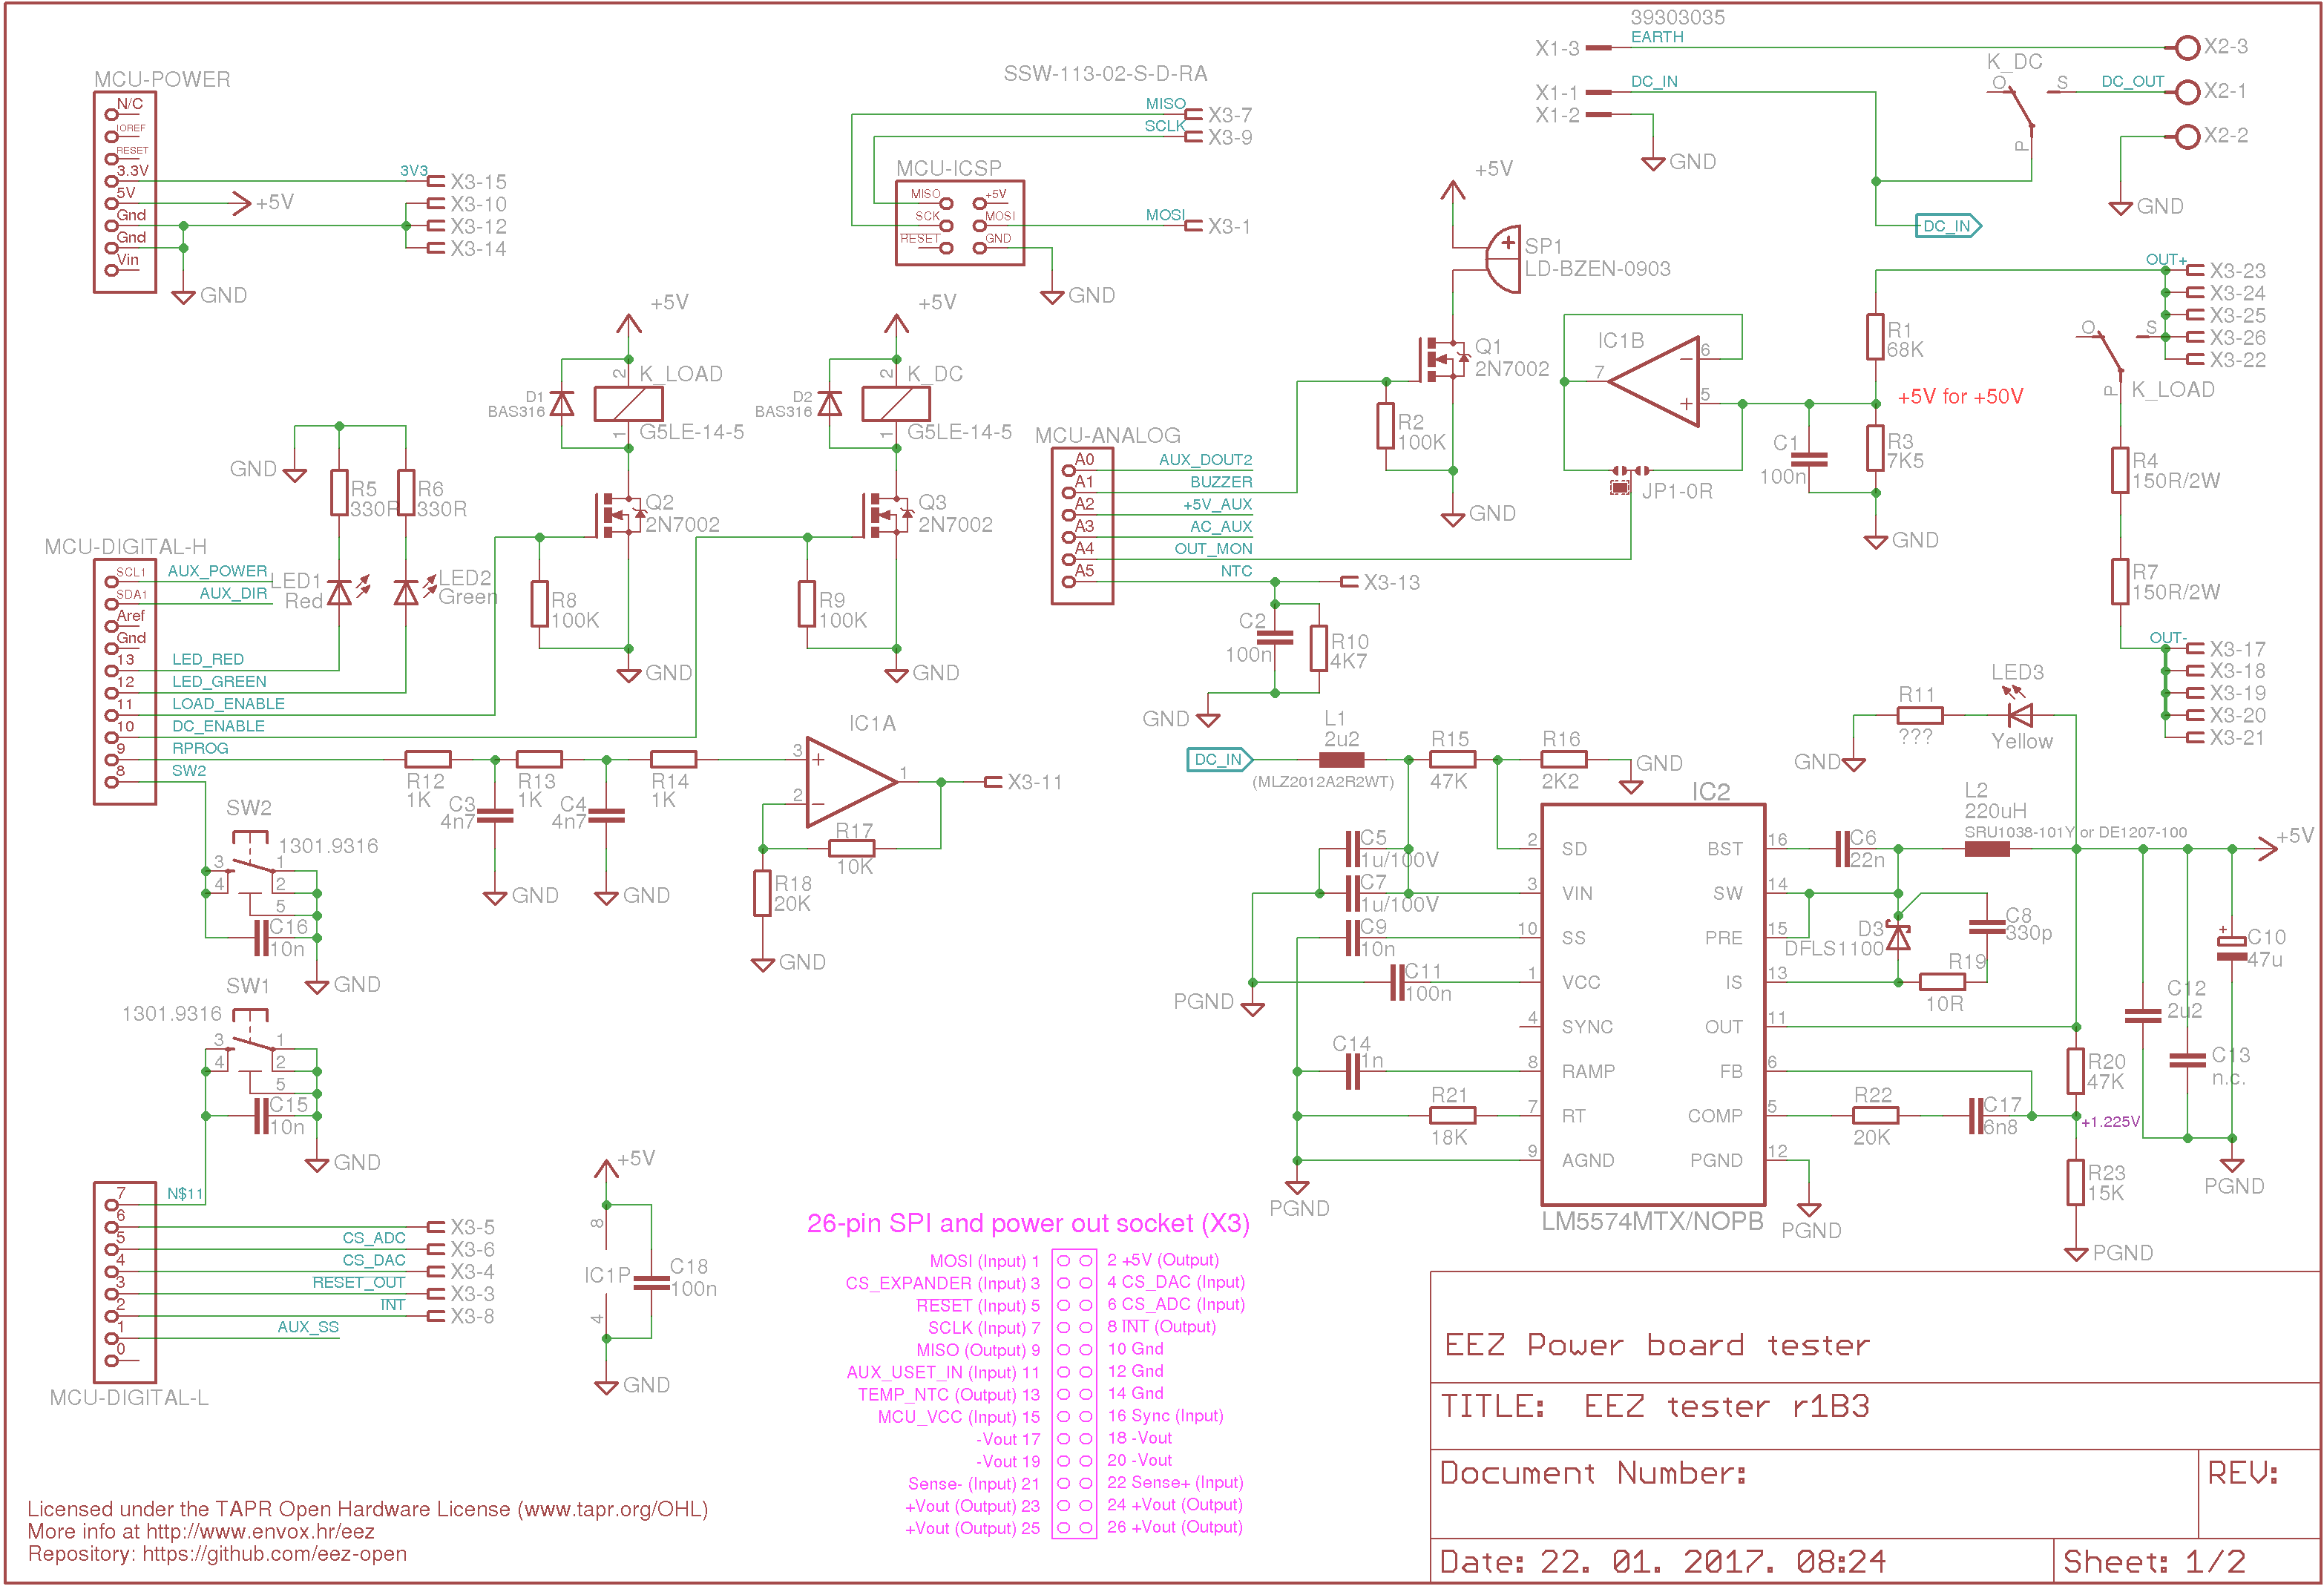 39303035
X1-3
EARTH
X2-3
K_DC
X1-1
DC_IN
O
S
DC_OUT
X2-1
X1-2
GND
P
X2-2
GND
DC_IN
MCU-POWER
N/C
IOREF
RESET
3.3V
3V3
X3-15
5V
+5V
X3-10
Gnd
X3-12
Gnd
X3-14
Vin
GND
SSW-113-02-S-D-RA
MISO
X3-7
SCLK
X3-9
MCU-ICSP
MISO
+5V
SCK
MOSI
MOSI
X3-1
RESET
GND
GND
+5V
SP1
LD-BZEN-0903
Q1
2N7002
R2
100K
GND
IC1B
6
7
5
JP1-0R
C1
100n
R1
68K
+5V for +50V
R3
7K5
GND
OUT+
X3-23
X3-24
X3-25
X3-26
X3-22
O
S
P
K_LOAD
R4
150R/2W
R7
150R/2W
OUT-
X3-17
X3-18
X3-19
X3-20
X3-21
+5V
2
K_LOAD
D1
BAS316
1
G5LE-14-5
Q2
2N7002
R8
100K
GND
+5V
2
K_DC
D2
BAS316
1
G5LE-14-5
Q3
2N7002
R9
100K
GND
GND
R5
330R
R6
330R
LED1
Red
LED2
Green
MCU-DIGITAL-H
SCL1
AUX_POWER
SDA1
AUX_DIR
Aref
Gnd
13
LED_RED
12
LED_GREEN
11
LOAD_ENABLE
10
DC_ENABLE
9
RPROG
8
SW2
MCU-ANALOG
A0
AUX_DOUT2
A1
BUZZER
A2
+5V_AUX
A3
AC_AUX
A4
OUT_MON
A5
NTC
X3-13
C2
100n
R10
4K7
GND
R12
1K
C3
4n7
GND
R13
1K
C4
4n7
GND
R14
1K
IC1A
3
2
1
X3-11
R17
10K
R18
20K
GND
SW2
1301.9316
3
1
4
2
5
C16
10n
GND
SW1
1301.9316
3
1
4
2
5
C15
10n
GND
7
N$11
6
X3-5
5
CS_ADC
X3-6
4
CS_DAC
X3-4
3
RESET_OUT
X3-3
2
INT
X3-8
1
AUX_SS
0
MCU-DIGITAL-L
+5V
8
IC1P
4
C18
100n
GND
DC_IN
L1
2u2
(MLZ2012A2R2WT)
R15
47K
R16
2K2
GND
IC2
C5
1u/100V
C7
1u/100V
C9
10n
C11
100n
PGND
C14
1n
R21
18K
PGND
2
SD
BST
16
3
VIN
SW
14
10
SS
PRE
15
1
VCC
IS
13
4
SYNC
OUT
11
8
RAMP
FB
6
7
RT
COMP
5
9
AGND
PGND
12
LM5574MTX/NOPB
PGND
LED3
R11
???
Yellow
GND
L2
220uH
SRU1038-101Y or DE1207-100
+5V
C6
22n
D3
DFLS1100
C8
330p
R19
10R
C10
47u
C12
2u2
C13
n.c.
R20
47K
R22
20K
C17
6n8
+1.225V
R23
15K
PGND
PGND
26-pin SPI and power out socket (X3)
MOSI (Input) 1
2 +5V (Output)
CS_EXPANDER (Input) 3
4 CS_DAC (Input)
RESET (Input) 5
6 CS_ADC (Input)
SCLK (Input) 7
8 INT (Output)
MISO (Output) 9
10 Gnd
AUX_USET_IN (Input) 11
12 Gnd
TEMP_NTC (Output) 13
14 Gnd
MCU_VCC (Input) 15
16 Sync (Input)
-Vout 17
18 -Vout
-Vout 19
20 -Vout
Sense- (Input) 21
22 Sense+ (Input)
+Vout (Output) 23
24 +Vout (Output)
+Vout (Output) 25
26 +Vout (Output)
EEZ Power board tester
TITLE: EEZ tester r1B3
Document Number:
REV:
Date: 22. 01. 2017. 08:24
Sheet: 1/2
Licensed under the TAPR Open Hardware License (www.tapr.org/OHL)
More info at http://www.envox.hr/eez
Repository: https://github.com/eez-open